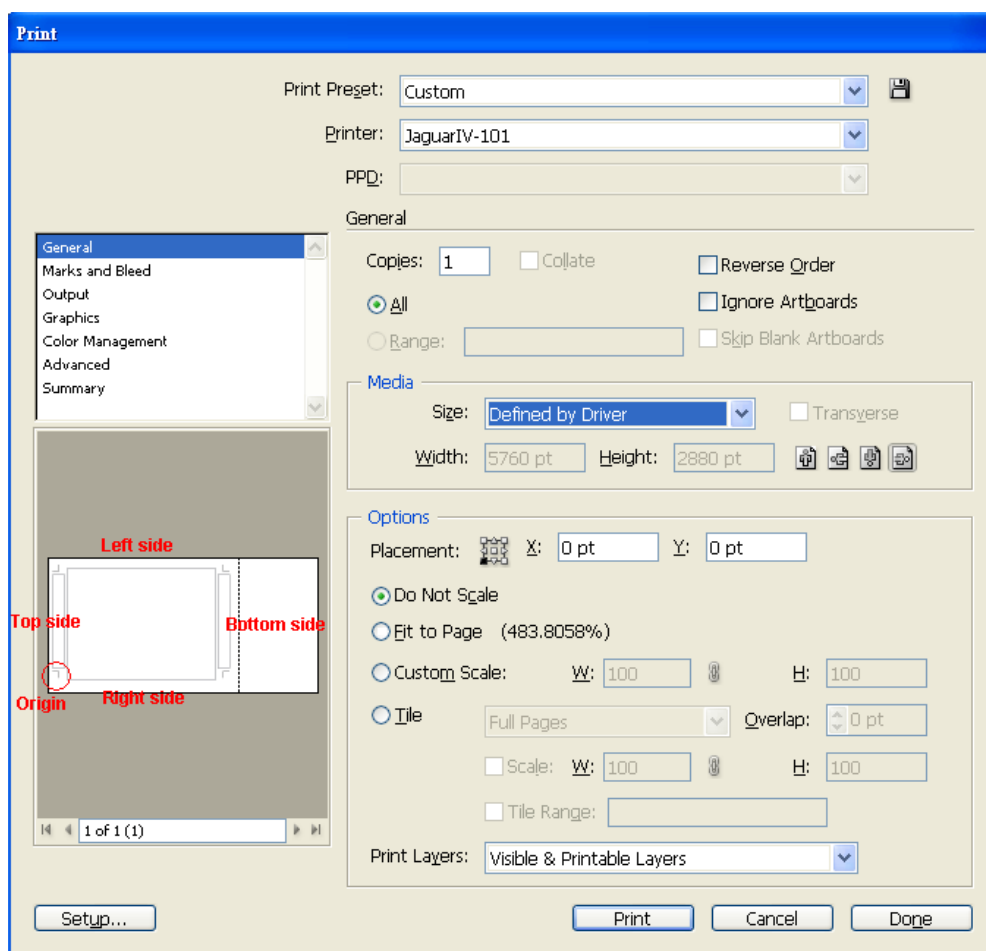 Print
Print Preset: Custom
Printer: JaguarIV-101
PPD:
General
Marks and Bleed
Output
Graphics
Color Management
Advanced
Summary
General
Copies: 1 Collate Reverse Order
All Ignore Artboards
Range: Skip Blank Artboards
Media
Size: Defined by Driver Transverse
Width: 5760 pt Height: 2880 pt
Left side
Top side
Bottom side
Origin
Right side
1 of 1 (1)
Options
Placement: X: 0 pt Y: 0 pt
Do Not Scale
Fit to Page (483.8058%)
Custom Scale: W: 100 H: 100
Tile Full Pages Overlap: 0 pt
Scale: W: 100 H: 100
Tile Range:
Print Layers: Visible & Printable Layers
Setup... Print Cancel Done